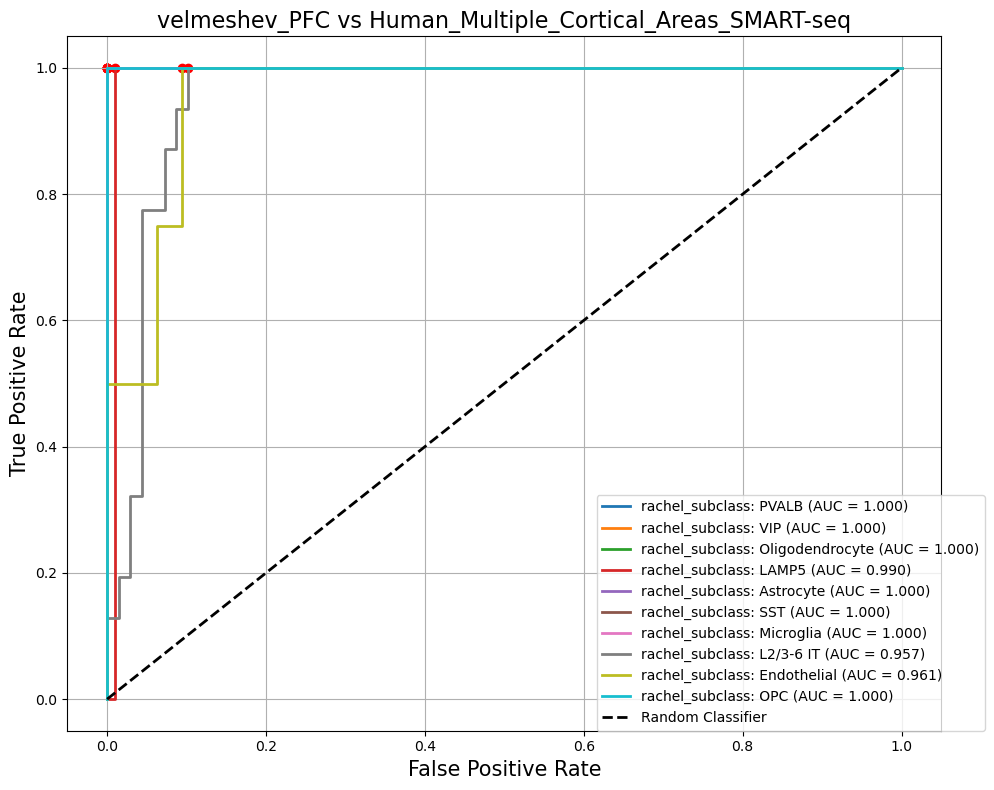 velmeshev_PFC vs Human_Multiple_Cortical_Areas_SMART-seq
True Positive Rate
1.0
0.8
0.6
0.4
0.2
0.0
rachel_subclass: PVALB (AUC = 1.000)
rachel_subclass: VIP (AUC = 1.000)
rachel_subclass: Oligodendrocyte (AUC = 1.000)
rachel_subclass: LAMP5 (AUC = 0.990)
rachel_subclass: Astrocyte (AUC = 1.000)
rachel_subclass: SST (AUC = 1.000)
rachel_subclass: Microglia (AUC = 1.000)
rachel_subclass: L2/3-6 IT (AUC = 0.957)
rachel_subclass: Endothelial (AUC = 0.961)
rachel_subclass: OPC (AUC = 1.000)
Random Classifier
0.0 0.2 0.4 0.6 0.8 1.0
False Positive Rate